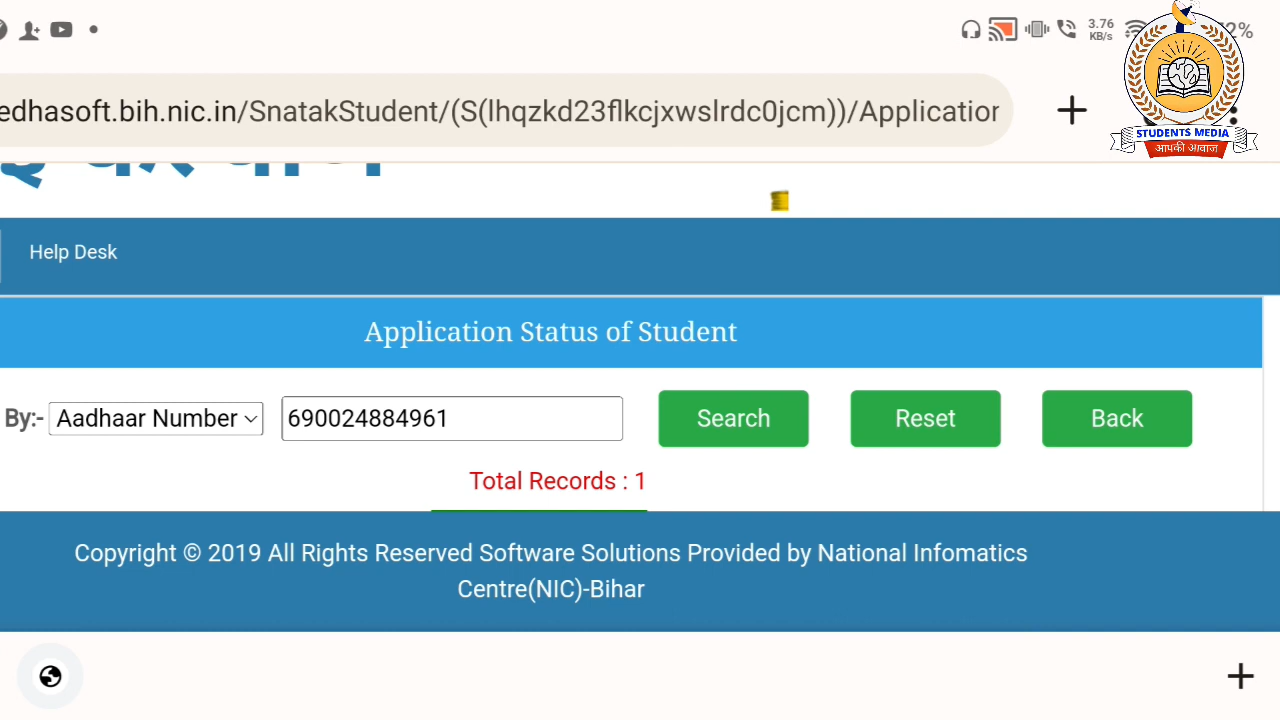 3.76
KB/s
2%
edhasoft.bih.nic.in/SnatakStudent/(S(lhqzkd23flkcjxwslrdc0jcm))/Application
STUDENTS MEDIA
आपकी आवाज
Help Desk
Application Status of Student
By:- Aadhaar Number 690024884961 Search Reset Back
Total Records : 1
Copyright © 2019 All Rights Reserved Software Solutions Provided by National Infomatics
Centre(NIC)-Bihar